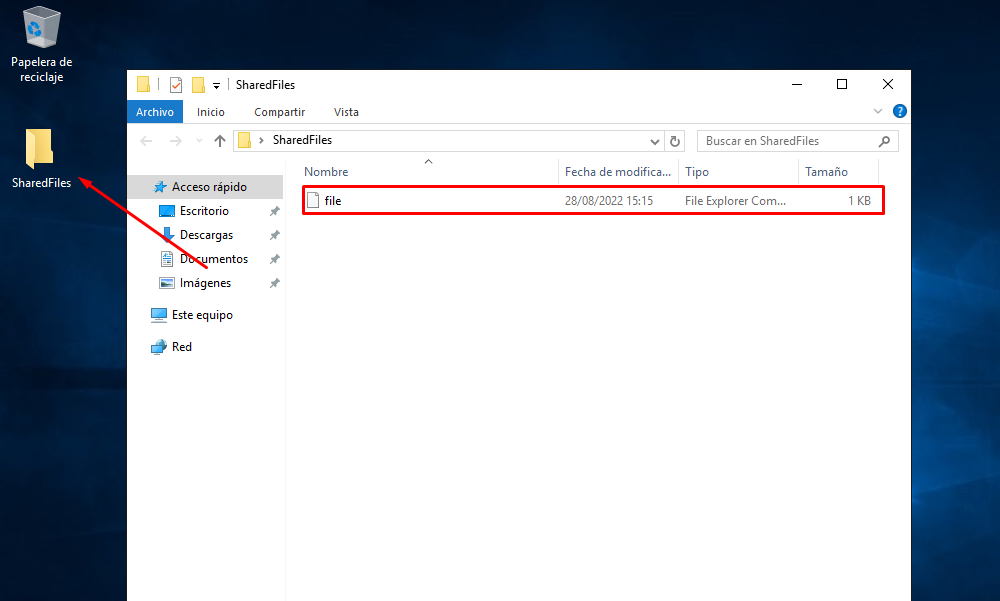 Papelera de
reciclaje
SharedFiles
SharedFiles
Archivo Inicio Compartir Vista
SharedFiles Buscar en SharedFiles
Nombre Fecha de modifica... Tipo Tamaño
file 28/08/2022 15:15 File Explorer Com... 1 KB
Acceso rápido
Escritorio
Descargas
Documentos
Imágenes
Este equipo
Red